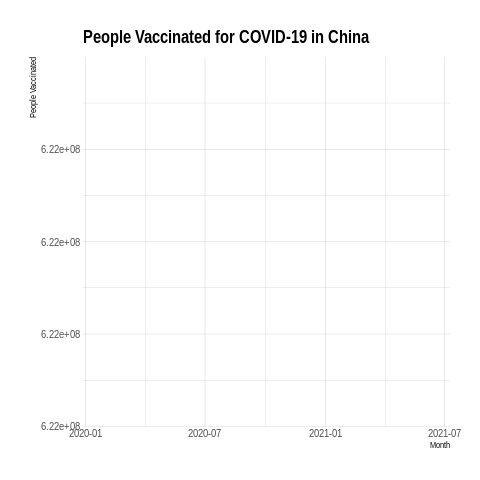 People Vaccinated for COVID-19 in China
People Vaccinated
6.22e+08
6.22e+08
6.22e+08
6.22e+08
2020-01 2020-07 2021-01 2021-07
Month